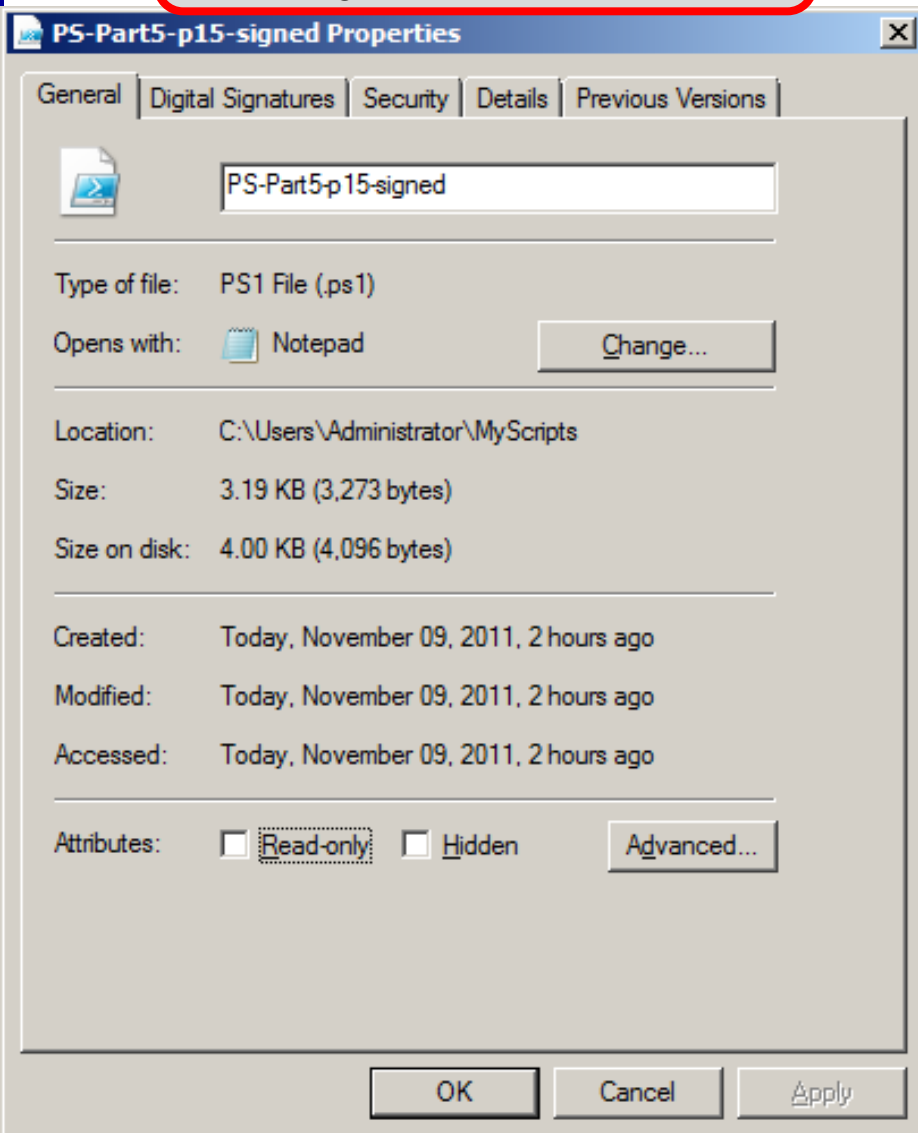 PS-Part5-p15-signed Properties
General Digital Signatures Security Details Previous Versions
PS-Part5-p15-signed
Type of file: PS1 File (.ps1)
Opens with: Notepad Change...
Location: C:\Users\Administrator\MyScripts
Size: 3.19 KB (3,273 bytes)
Size on disk: 4.00 KB (4,096 bytes)
Created: Today, November 09, 2011, 2 hours ago
Modified: Today, November 09, 2011, 2 hours ago
Accessed: Today, November 09, 2011, 2 hours ago
Attributes: Read-only Hidden Advanced...
OK Cancel Apply